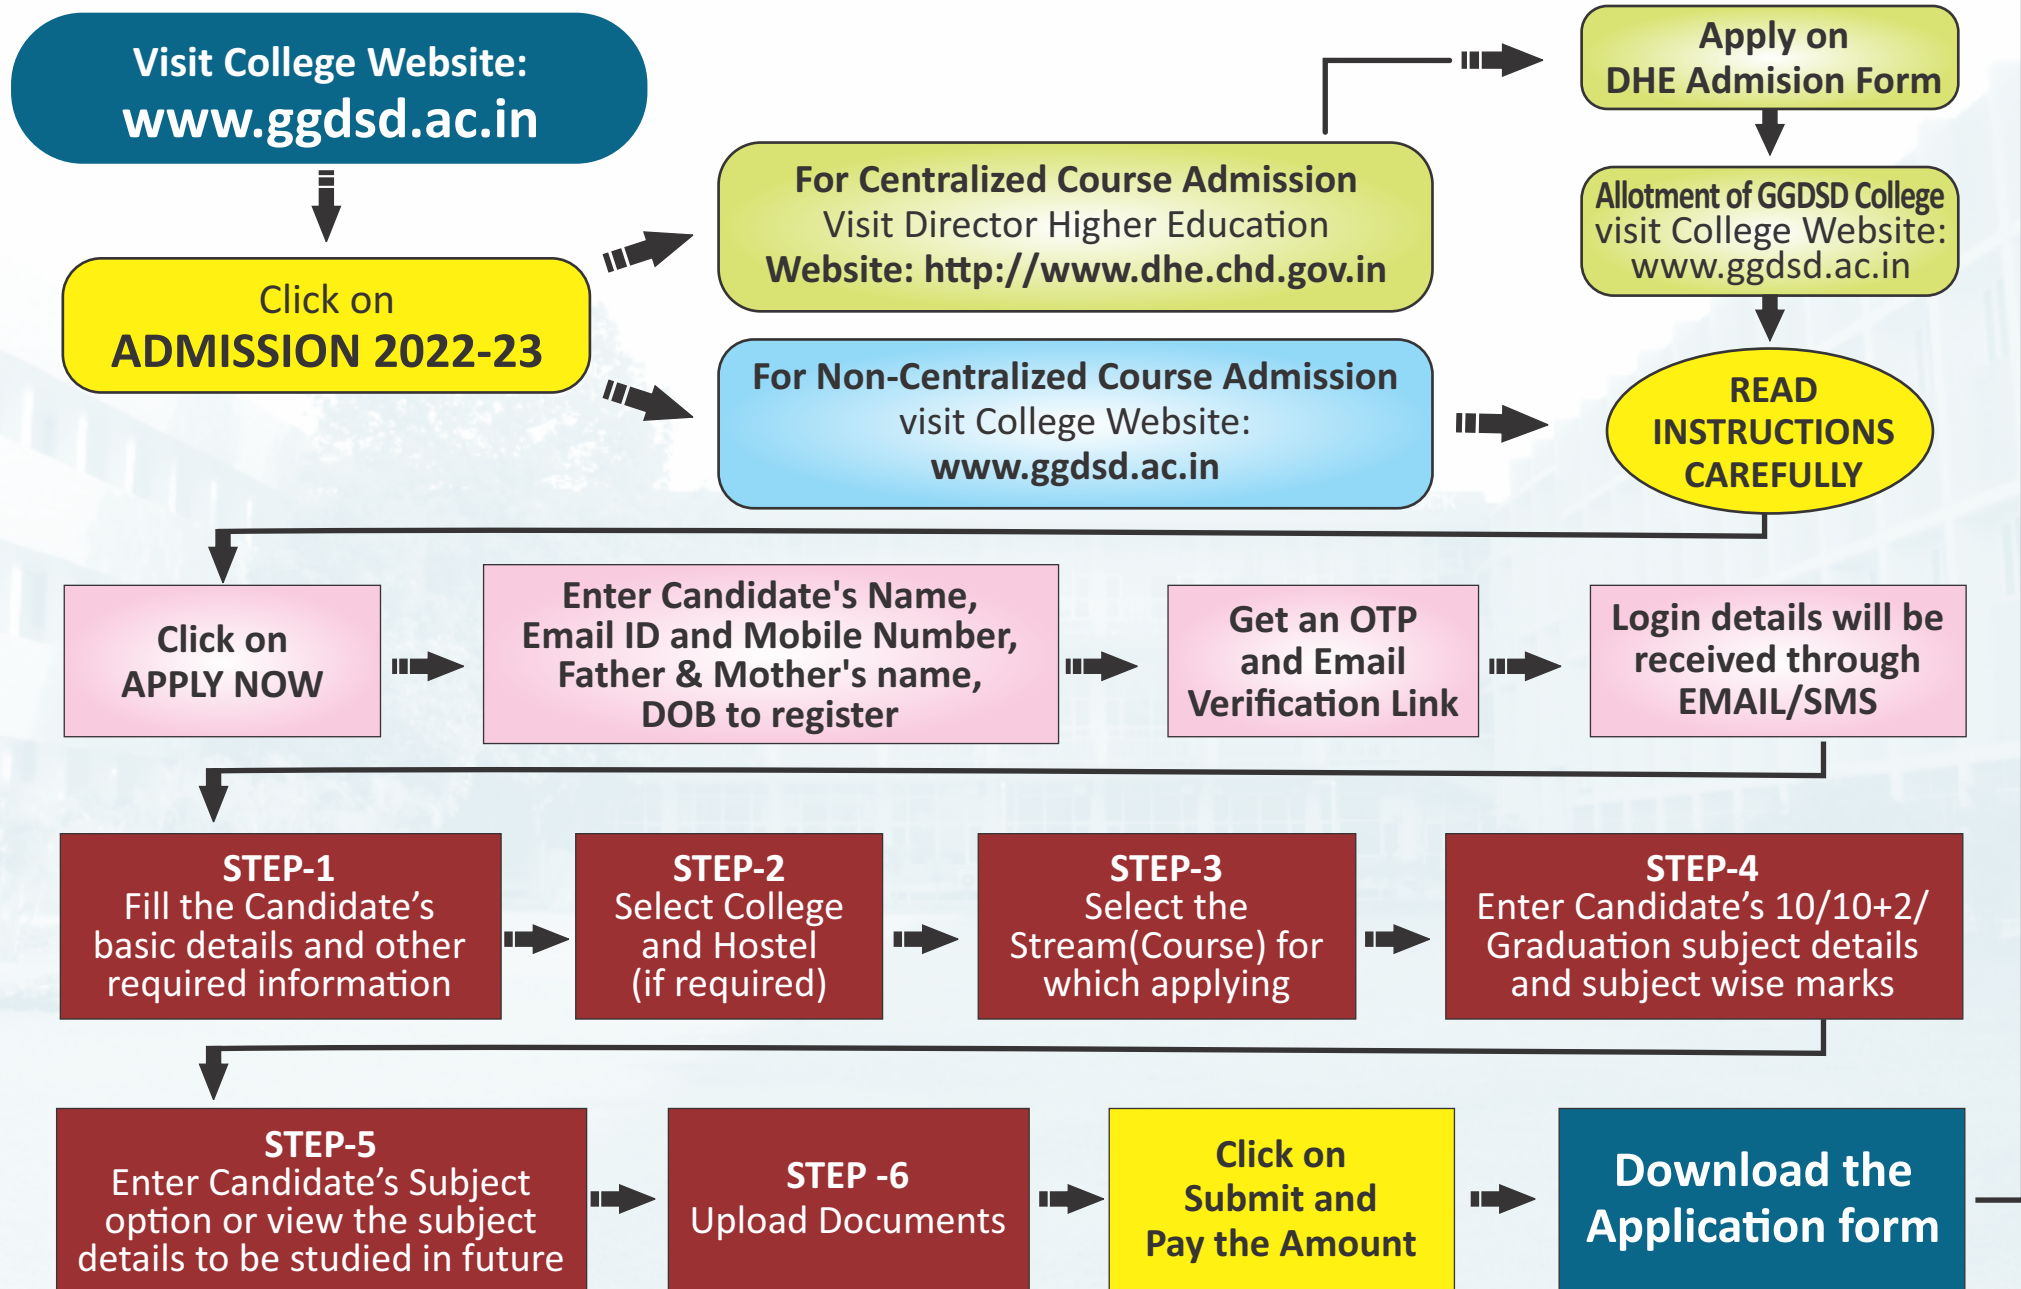 Visit College Website:
www.ggdsd.ac.in
Click on
ADMISSION 2022-23
For Centralized Course Admission
Visit Director Higher Education
Website: http://www.dhe.chd.gov.in
Apply on
DHE Admision Form
Allotment of GGDSD College
visit College Website:
www.ggdsd.ac.in
For Non-Centralized Course Admission
visit College Website:
www.ggdsd.ac.in
READ
INSTRUCTIONS
CAREFULLY
Click on
APPLY NOW
Enter Candidate's Name,
Email ID and Mobile Number,
Father & Mother's name,
DOB to register
Get an OTP
and Email
Verification Link
Login details will be
received through
EMAIL/SMS
STEP-1
Fill the Candidate’s
basic details and other
required information
STEP-2
Select College
and Hostel
(if required)
STEP-3
Select the
Stream(Course) for
which applying
STEP-4
Enter Candidate’s 10/10+2/
Graduation subject details
and subject wise marks
STEP-5
Enter Candidate’s Subject
option or view the subject
details to be studied in future
STEP -6
Upload Documents
Click on
Submit and
Pay the Amount
Download the
Application form